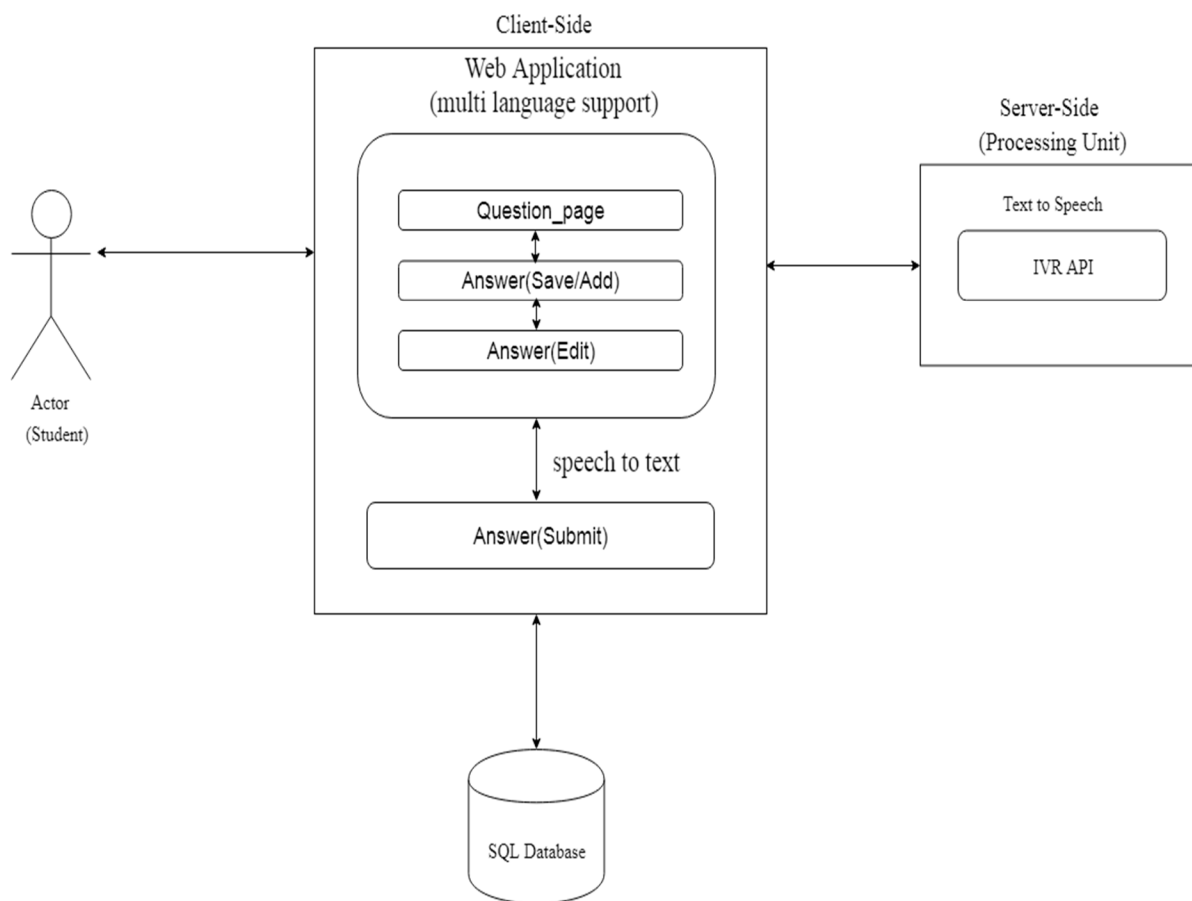 Client-Side
Web Application
(multi language support)
Question_page
Answer(Save/Add)
Answer(Edit)
speech to text
Answer(Submit)
Actor
(Student)
Server-Side
(Processing Unit)
Text to Speech
IVR API
SQL Database